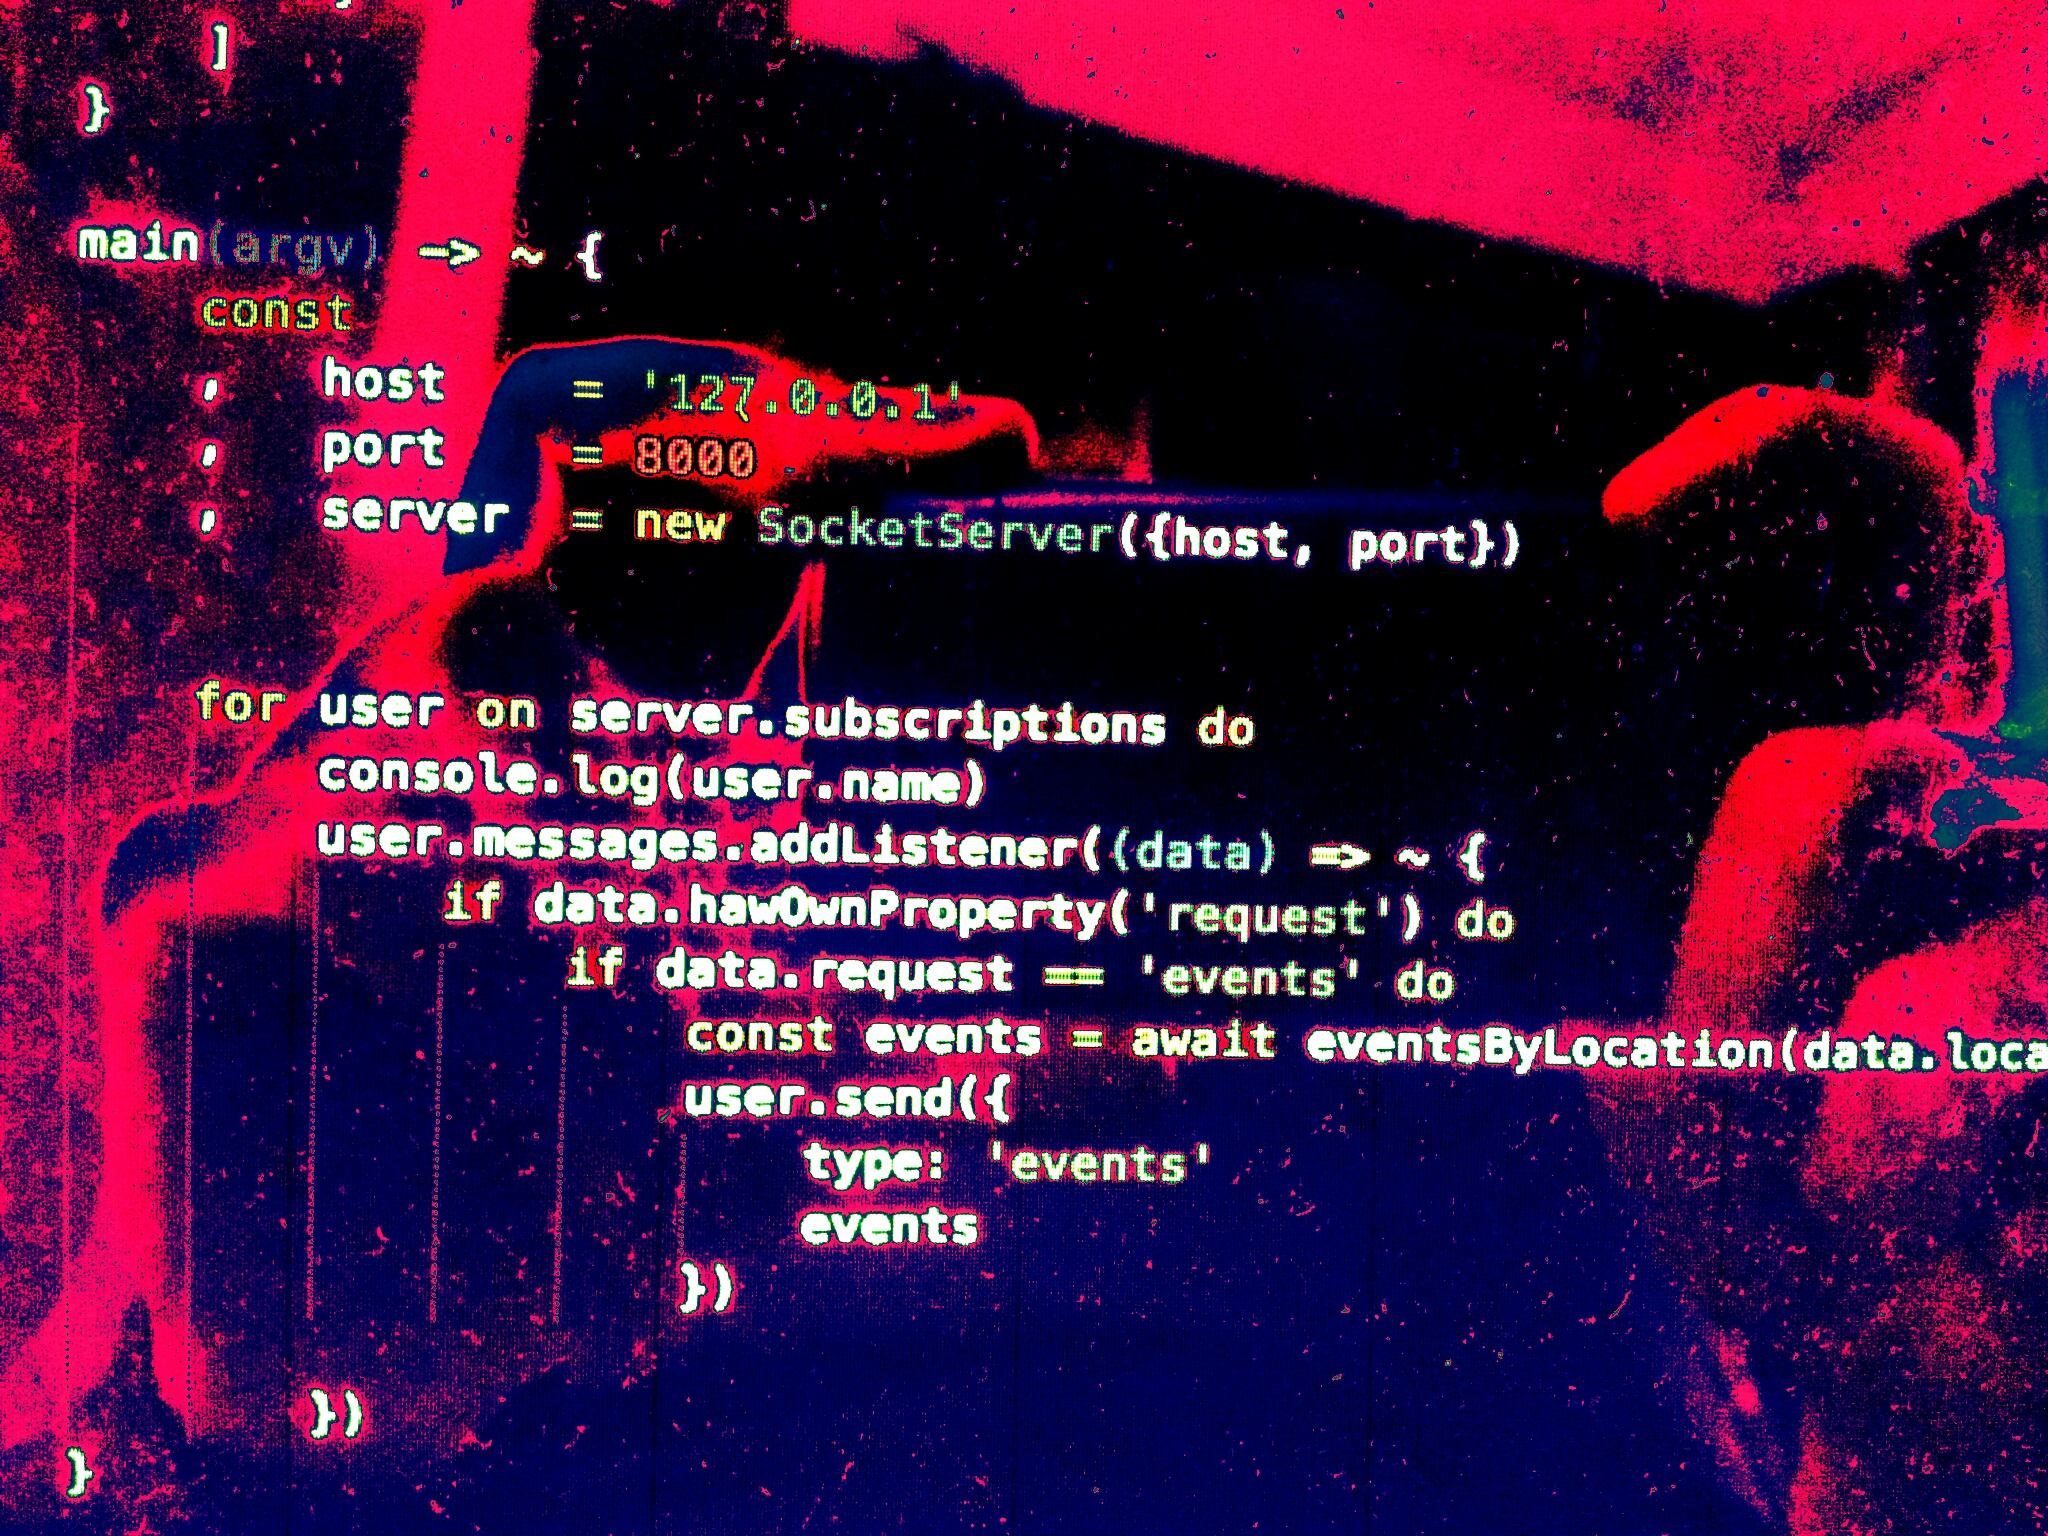 ]
}
main(argv) => ~ {
const
, host = '127.0.0.1'
, port = 8000
, server = new SocketServer({host, port})
for user on server.subscriptions do
console.log(user.name)
user.messages.addListener((data) => ~ {
if data.hawOwnProperty('request') do
if data.request == 'events' do
const events = await eventsByLocation(data.loca
user.send({
type: 'events'
events
})
})
}